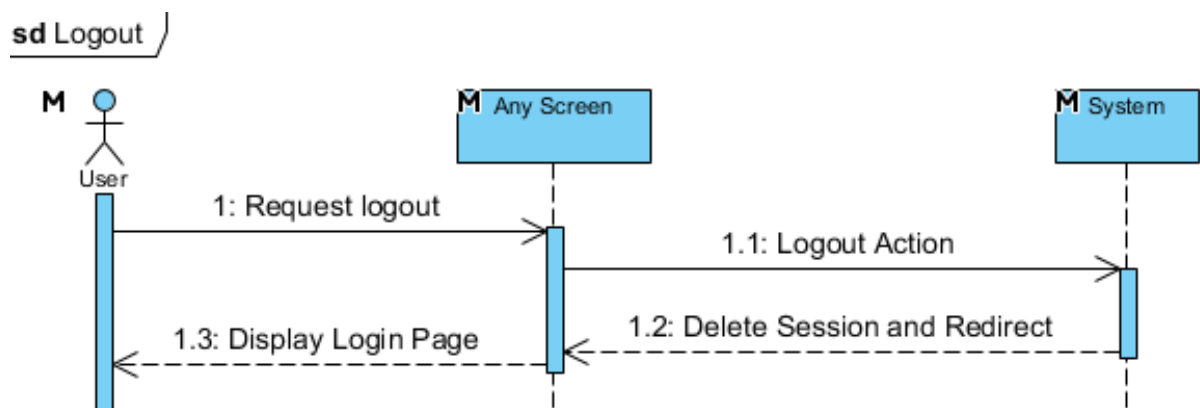 sd Logout
M
User
M Any Screen
M System
1: Request logout
1.1: Logout Action
1.2: Delete Session and Redirect
1.3: Display Login Page